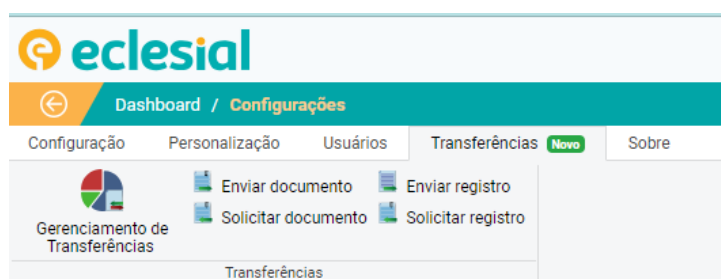 eclesial
Dashboard / Configurações
Configuração Personalização Usuários Transferências Novo Sobre
Enviar documento Enviar registro
Solicitar documento Solicitar registro
Gerenciamento de
Transferências
Transferências